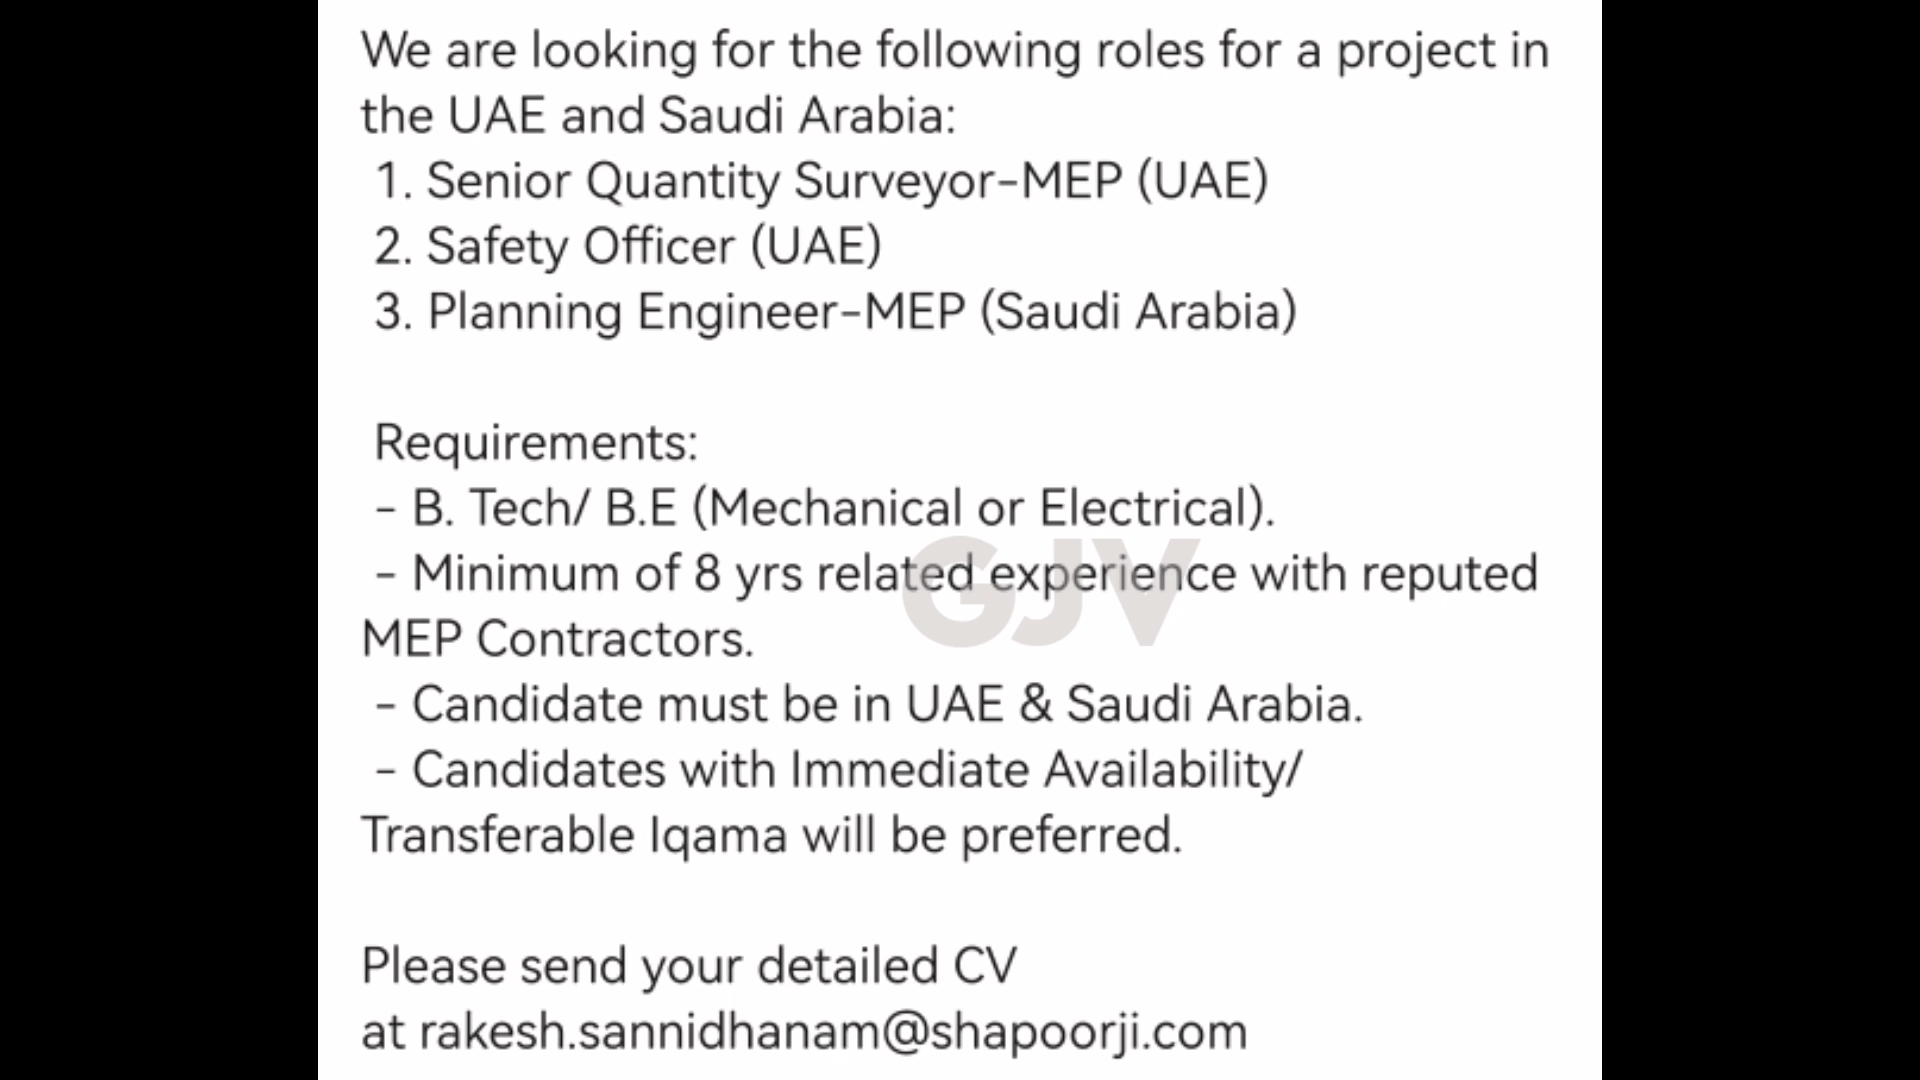 We are looking for the following roles for a project in
the UAE and Saudi Arabia:
1. Senior Quantity Surveyor-MEP (UAE)
2. Safety Officer (UAE)
3. Planning Engineer-MEP (Saudi Arabia)
Requirements:
- B. Tech/ B.E (Mechanical or Electrical).
- Minimum of 8 yrs related experience with reputed
GJV
MEP Contractors.
- Candidate must be in UAE & Saudi Arabia.
- Candidates with Immediate Availability/
Transferable Iqama will be preferred.
Please send your detailed CV
at rakesh.sannidhanam@shapoorji.com